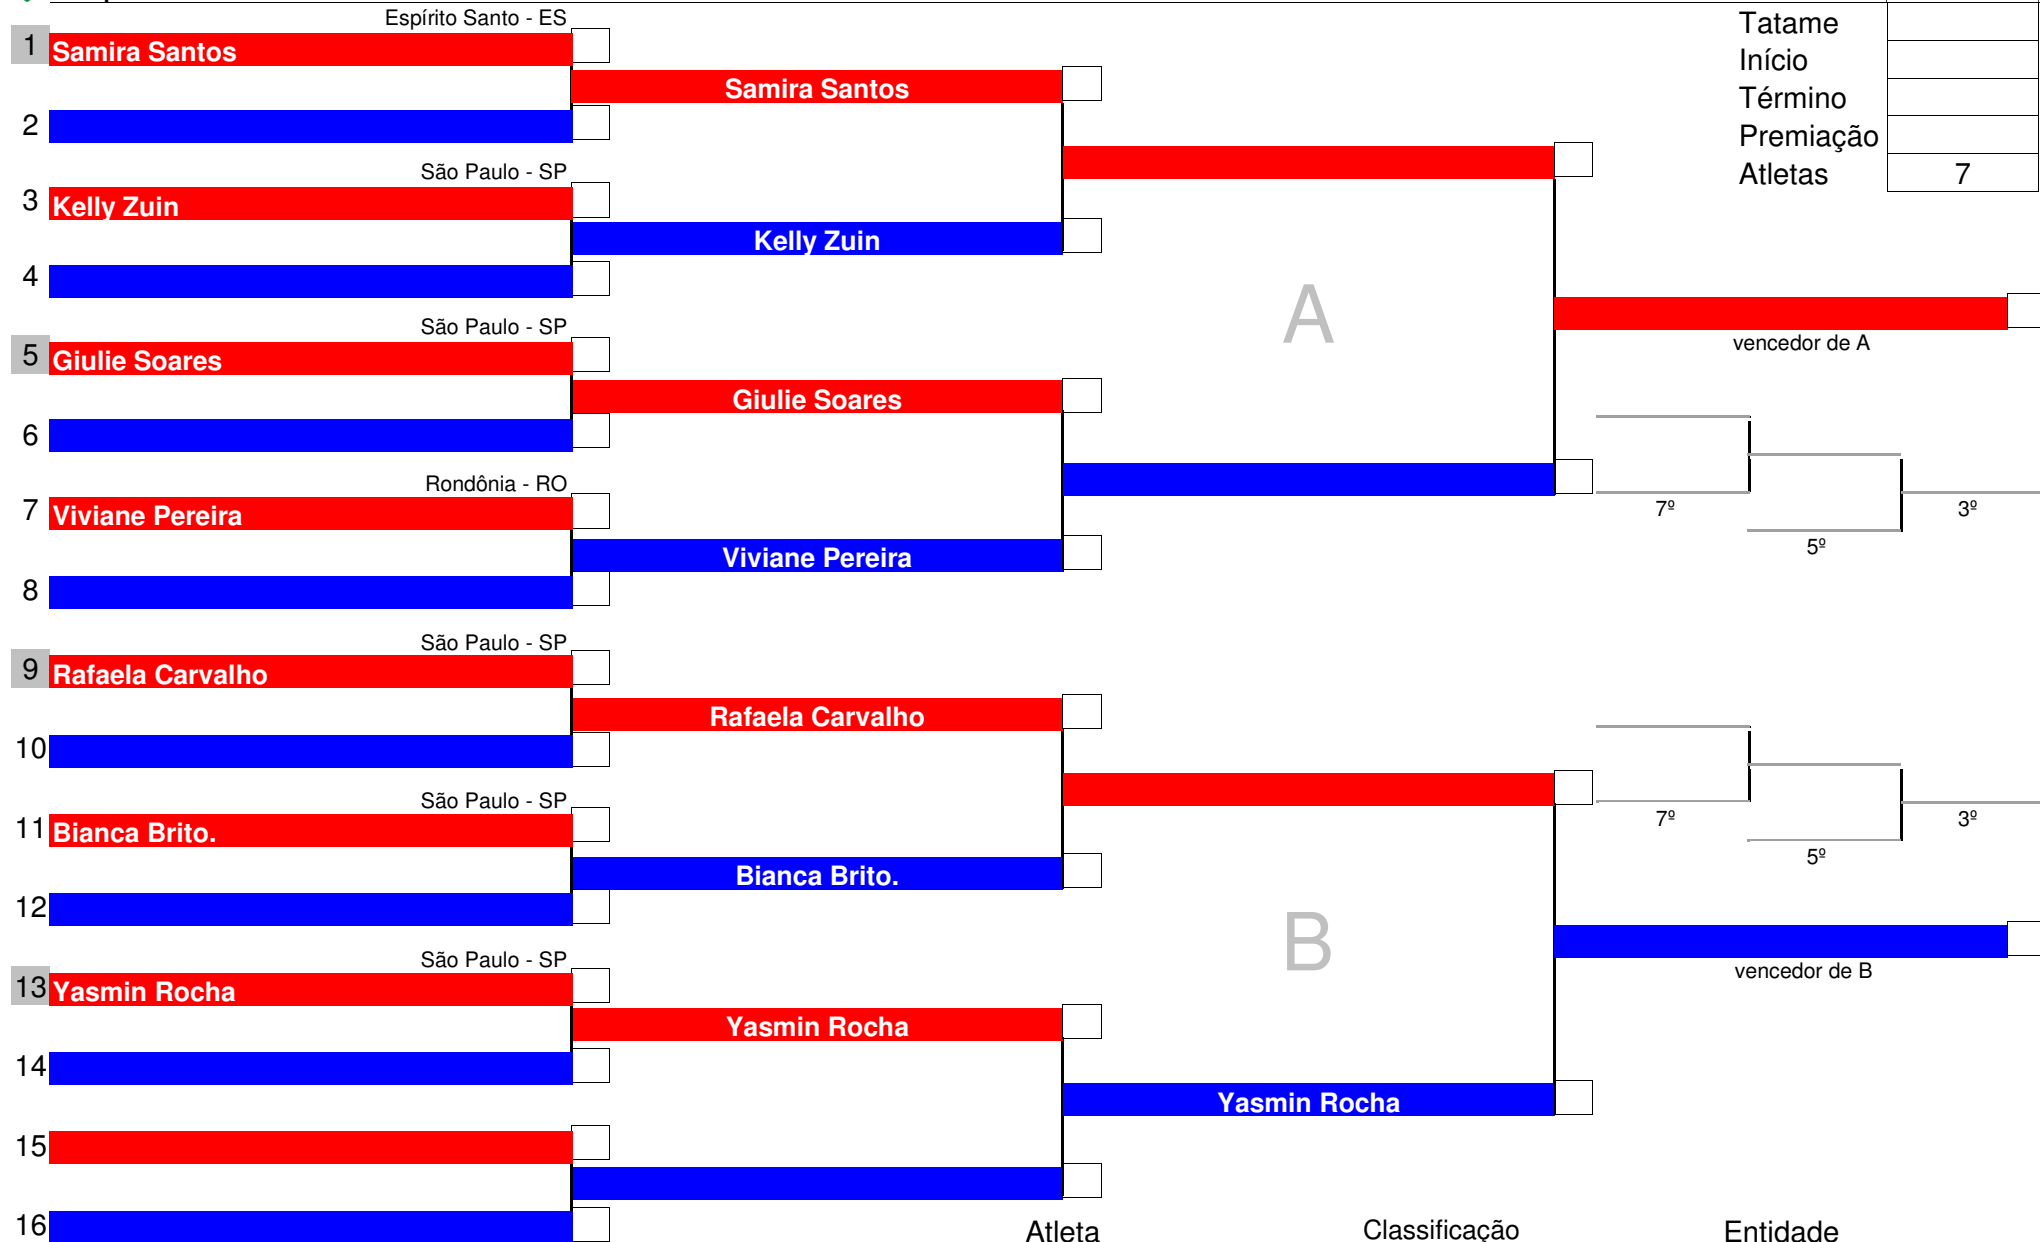 Espírito Santo - ES
1 Samira Santos
Samira Santos
2
São Paulo - SP
3 Kelly Zuin
Kelly Zuin
4
São Paulo - SP
5 Giulie Soares
Giulie Soares
6
Rondônia - RO
7 Viviane Pereira
Viviane Pereira
8
São Paulo - SP
9 Rafaela Carvalho
Rafaela Carvalho
10
São Paulo - SP
11 Bianca Brito.
Bianca Brito.
12
São Paulo - SP
13 Yasmin Rocha
Yasmin Rocha
14
Yasmin Rocha
15
16
A
B
Tatame
Início
Término
Premiação
Atletas 7
vencedor de A
7º
3º
5º
7º
3º
5º
vencedor de B
Atleta Classificação Entidade